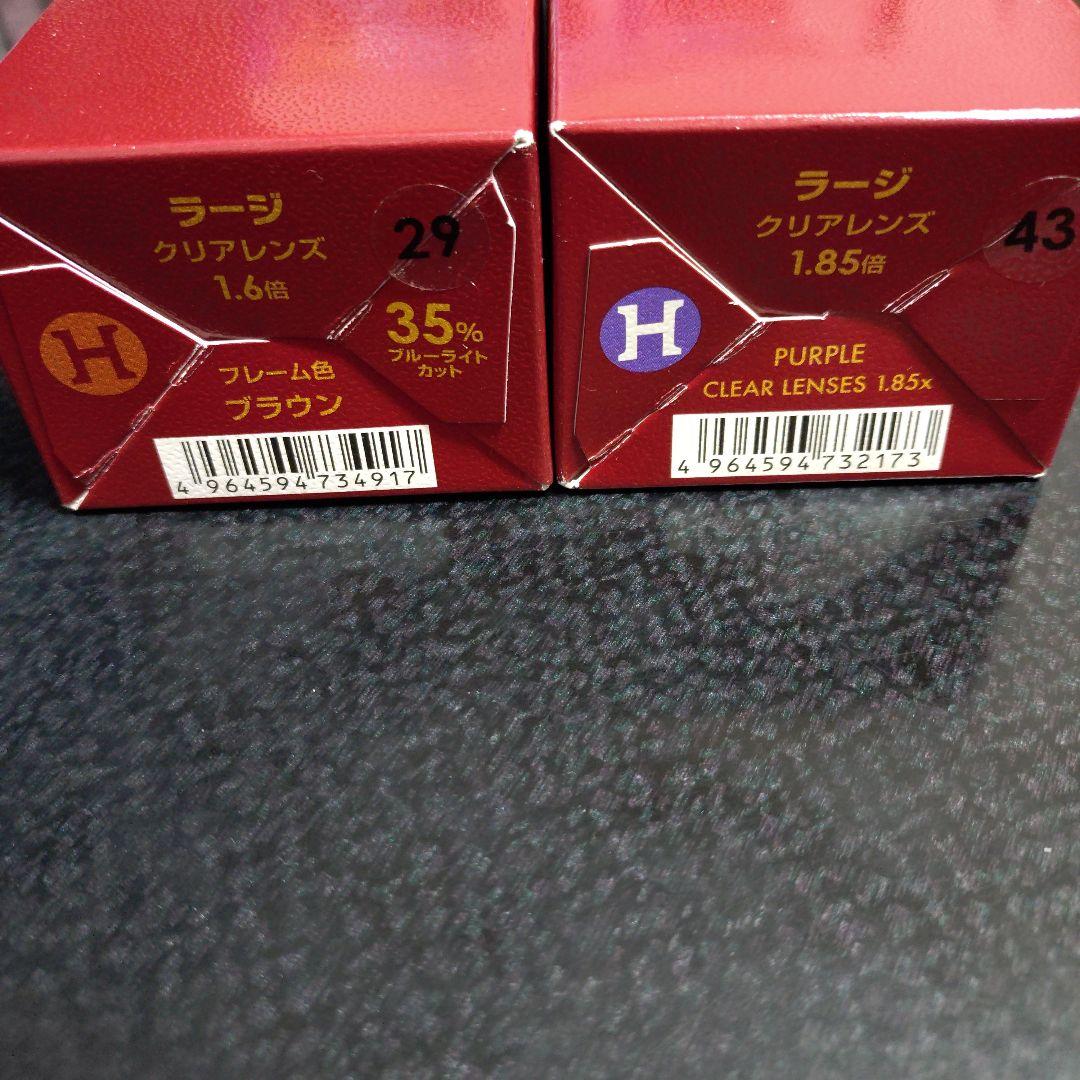 ラージ
クリアレンズ
1.6倍
29
35%
ブルーライト
カット
H
フレーム色
ブラウン
4 964594 734917
ラージ
クリアレンズ
1.85倍
43
H
PURPLE
CLEAR LENSES 1.85x
4 964594 732173